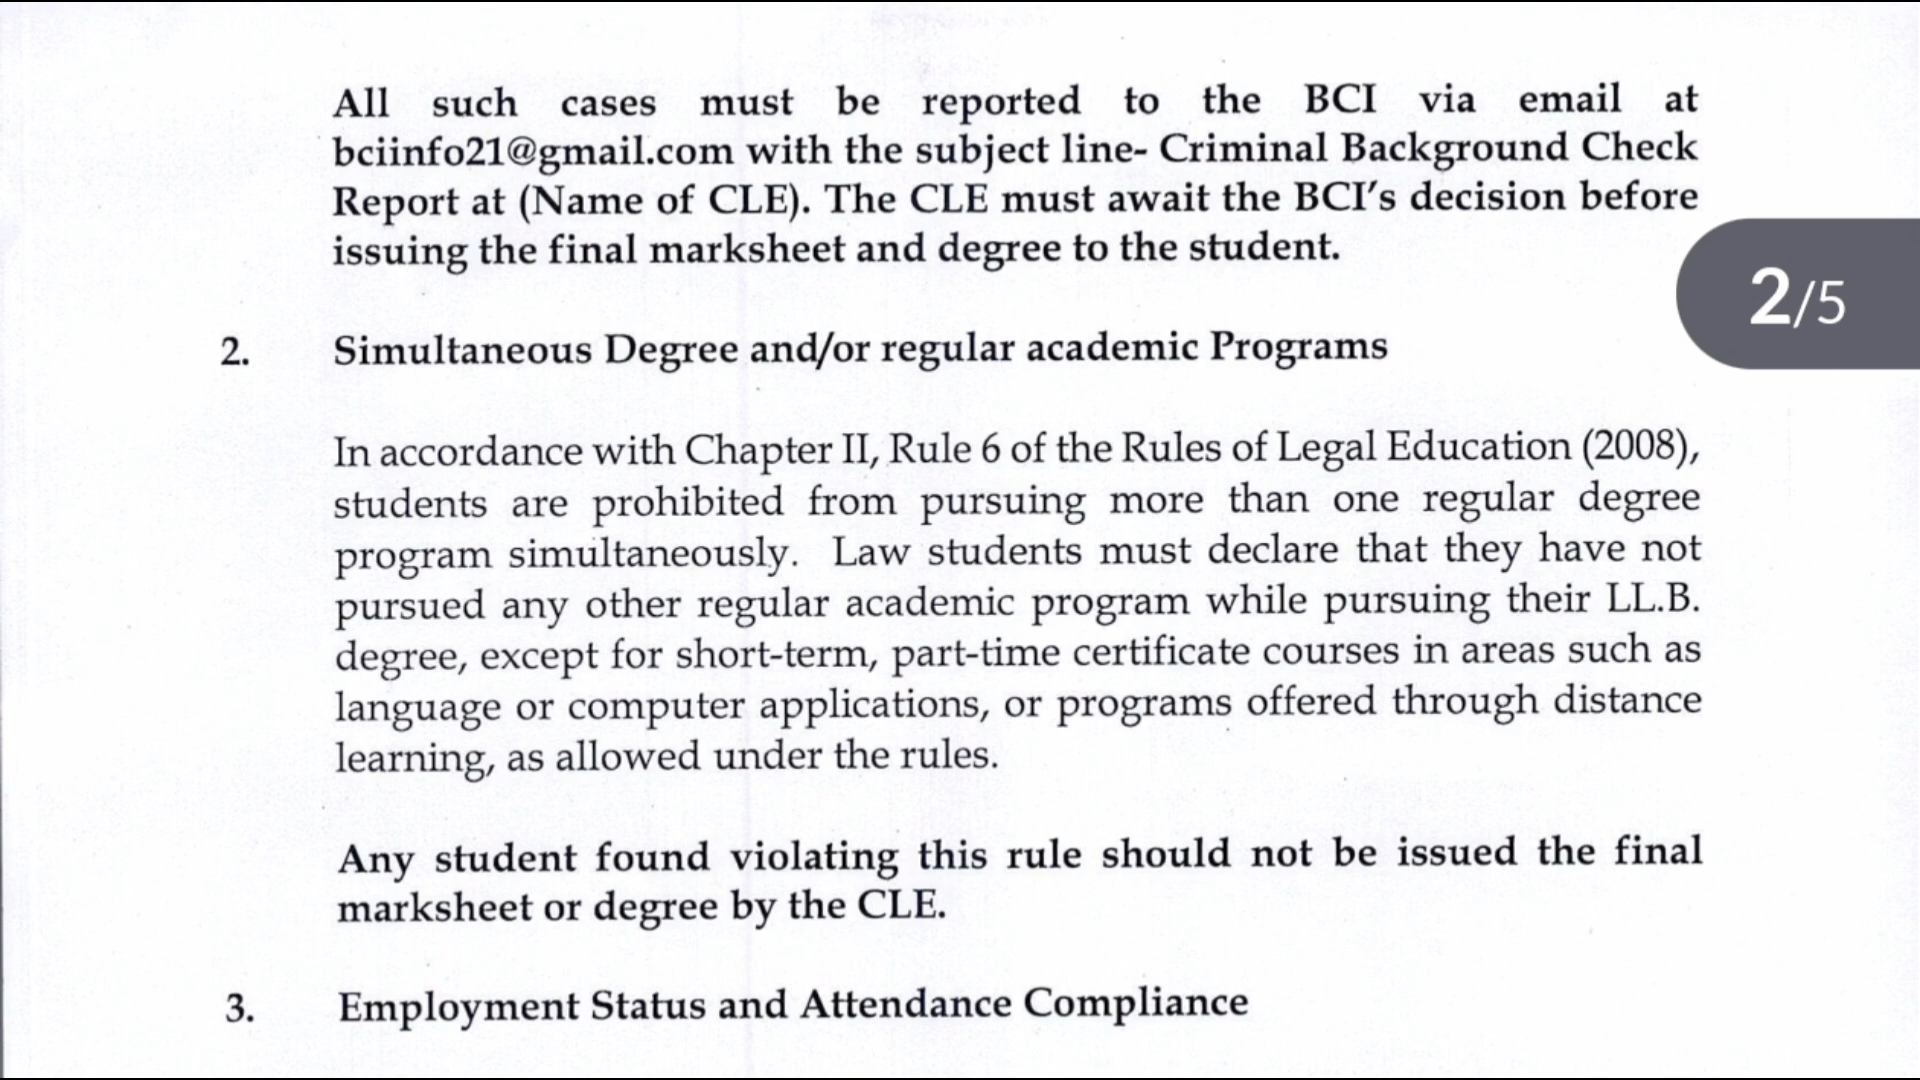 All such cases must be reported to the BCI via email at
bciinfo21@gmail.com with the subject line- Criminal Background Check
Report at (Name of CLE). The CLE must await the BCI's decision before
issuing the final marksheet and degree to the student.
2/5
2. Simultaneous Degree and/or regular academic Programs
In accordance with Chapter II, Rule 6 of the Rules of Legal Education (2008),
students are prohibited from pursuing more than one regular degree
program simultaneously. Law students must declare that they have not
pursued any other regular academic program while pursuing their LL.B.
degree, except for short-term, part-time certificate courses in areas such as
language or computer applications, or programs offered through distance
learning, as allowed under the rules.
Any student found violating this rule should not be issued the final
marksheet or degree by the CLE.
3. Employment Status and Attendance Compliance